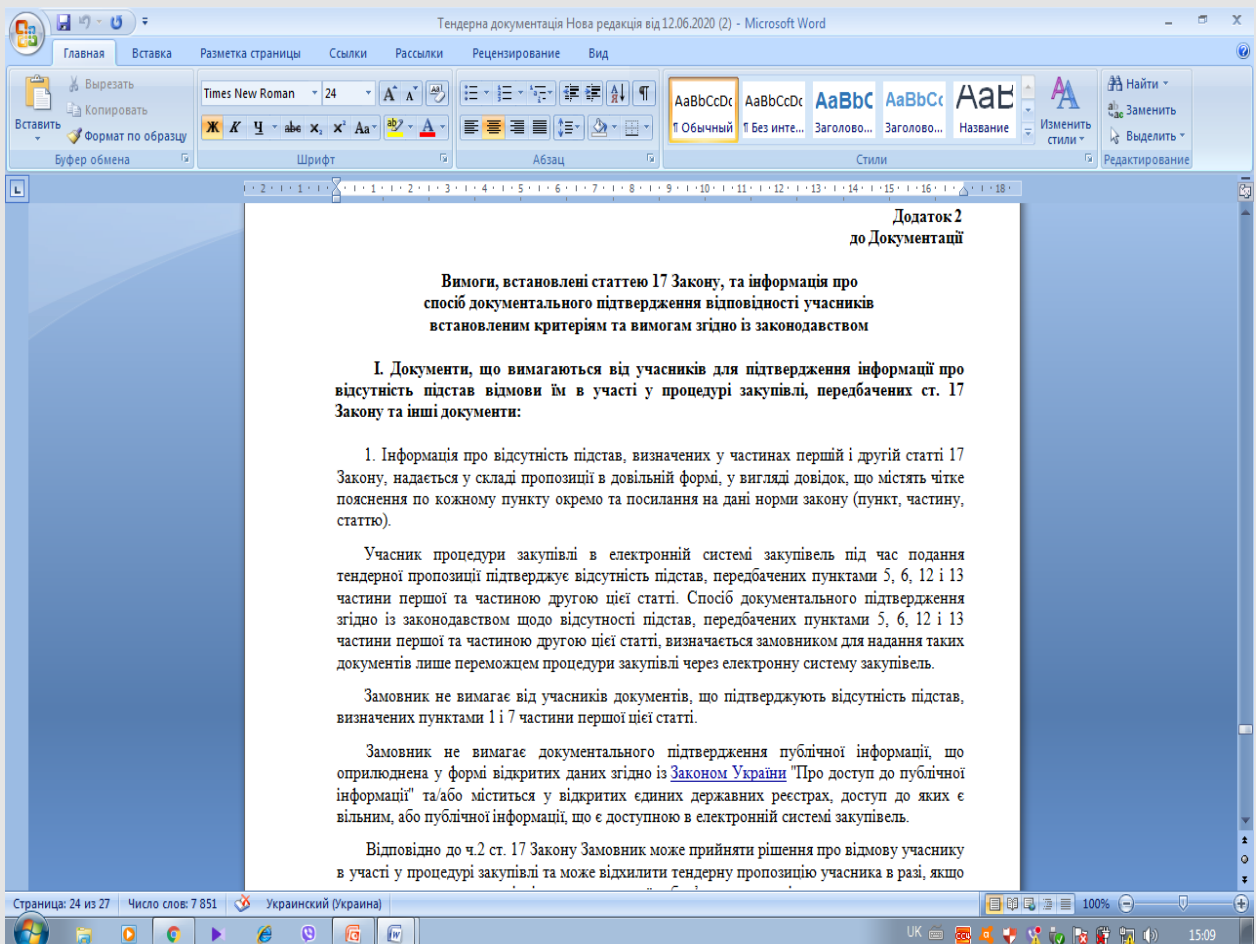 Тендерна документація Нова редакція від 12.06.2020 (2) - Microsoft Word
Главная Вставка Разметка страницы Ссылки Рассылки Рецензирование Вид
Вставить
Вырезать
Копировать
Формат по образцу
Буфер обмена
Times New Roman 24
Ж К Ч abe x, x² Aa
Шрифт
Абзац
AaBbCcDc AaBbCcDc AaBbC AaBbCc AaB
¶ Обычный ¶ Без инте... Заголово... Заголово... Название
Изменить стили
Стили
Найти
Заменить
Выделить
Редактирование
Додаток 2
до Документації
Вимоги, встановлені статтею 17 Закону, та інформація про
спосіб документального підтвердження відповідності учасників
встановленим критеріям та вимогам згідно із законодавством
І. Документи, що вимагаються від учасників для підтвердження інформації про
відсутність підстав відмови їм в участі у процедурі закупівлі, передбачених ст. 17
Закону та інші документи:
1. Інформація про відсутність підстав, визначених у частинах першій і другій статті 17
Закону, надається у складі пропозиції в довільній формі, у вигляді довідок, що містять чітке
пояснення по кожному пункту окремо та посилання на дані норми закону (пункт, частину,
статтю).
Учасник процедури закупівлі в електронній системі закупівель під час подання
тендерної пропозиції підтверджує відсутність підстав, передбачених пунктами 5, 6, 12 і 13
частини першої та частиною другою цієї статті. Спосіб документального підтвердження
згідно із законодавством щодо відсутності підстав, передбачених пунктами 5, 6, 12 і 13
частини першої та частиною другою цієї статті, визначається замовником для надання таких
документів лише переможцем процедури закупівлі через електронну систему закупівель.
Замовник не вимагає від учасників документів, що підтверджують відсутність підстав,
визначених пунктами 1 і 7 частини першої цієї статті.
Замовник не вимагає документального підтвердження публічної інформації, що
оприлюднена у формі відкритих даних згідно із Законом України "Про доступ до публічної
інформації" та/або міститься у відкритих єдиних державних реєстрах, доступ до яких є
вільним, або публічної інформації, що є доступною в електронній системі закупівель.
Відповідно до ч.2 ст. 17 Закону Замовник може прийняти рішення про відмову учаснику
в участі у процедурі закупівлі та може відхилити тендерну пропозицію учасника в разі, якщо
Страница: 24 из 27 Число слов: 7 851 Украинский (Украина) 100%
UK 15:09